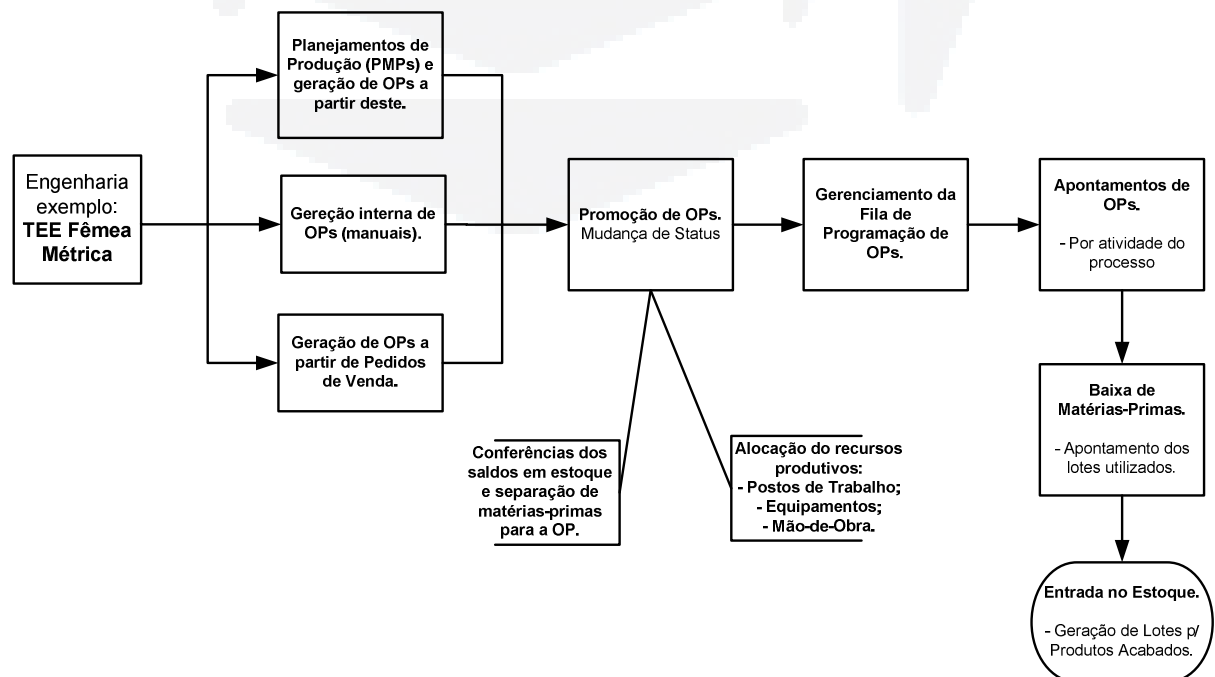 Engenharia
exemplo:
TEE Fêmea
Métrica
Planejamentos de
Produção (PMPs) e
geração de OPs a
partir deste.
Gereção interna de
OPs (manuais).
Geração de OPs a
partir de Pedidos
de Venda.
Promoção de OPs.
Mudança de Status
Conferências dos
saldos em estoque
e separação de
matérias-primas
para a OP.
Alocação do recursos
produtivos:
- Postos de Trabalho;
- Equipamentos;
- Mão-de-Obra.
Gerenciamento da
Fila de
Programação de
OPs.
Apontamentos de
OPs.
- Por atividade do
processo
Baixa de
Matérias-Primas.
- Apontamento dos
lotes utilizados.
Entrada no Estoque.
- Geração de Lotes p/
Produtos Acabados.